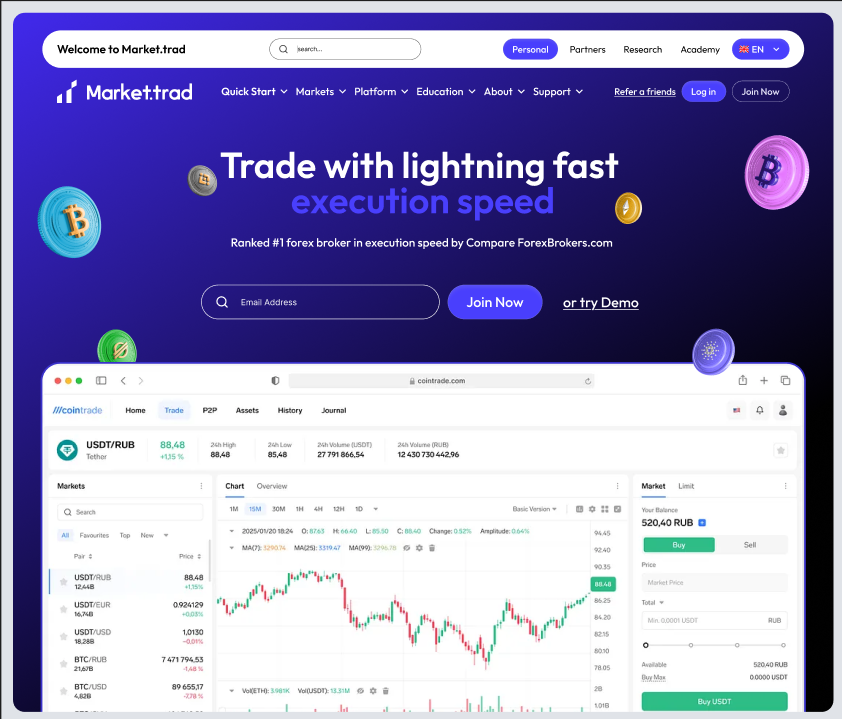 Welcome to Market.trad
search...
Personal Partners Research Academy EN
Market.trad
Quick Start Markets Platform Education About Support
Refer a friends Log in Join Now
Trade with lightning fast
execution speed
Ranked #1 forex broker in execution speed by Compare ForexBrokers.com
Email Address
Join Now
or try Demo
cointrade.com
///cointrade Home Trade P2P Assets History Journal
USDT/RUB
Tether
88,48
+1,15 %
24h High
88,48
24h Low
85,48
24h Volume (USDT)
27 791 866,54
24h Volume (RUB)
12 430 730 442,96
Markets
Search
All Favourites Top New
Pair Price
USDT/RUB 88,48
12,44B +1,15%
USDT/EUR 0.924129
16,74B +0,03%
USDT/USD 1,0130
18,28B -0,01%
BTC/RUB 7 471 794,53
21,67B -1,48 %
BTC/USD 89 655,17
4,82B -7,78 %
Chart Overview
1M 15M 30M 1H 4H 12H 1D Basic Version
2025/01/20 18:24 O: 87.63 H: 66.40 L: 85.50 C: 88.40 Change: 0.52% Amplitude: 0.64%
MA(7): 3290.74 MA(25): 3319.47 MA(99): 3296.78
94.45
92.40
90.35
88.48
86.25
84.20
82.15
80.10
78.05
Vol(ETH): 3.981K Vol(USDT): 13.31M
2B
1.01B
Market Limit
Your Balance
520,40 RUB
Buy Sell
Price
Market Price
Total
Min. 0.0001 USDT RUB
Available 520,40 RUB
Buy Max 0.0000 USDT
Buy USDT